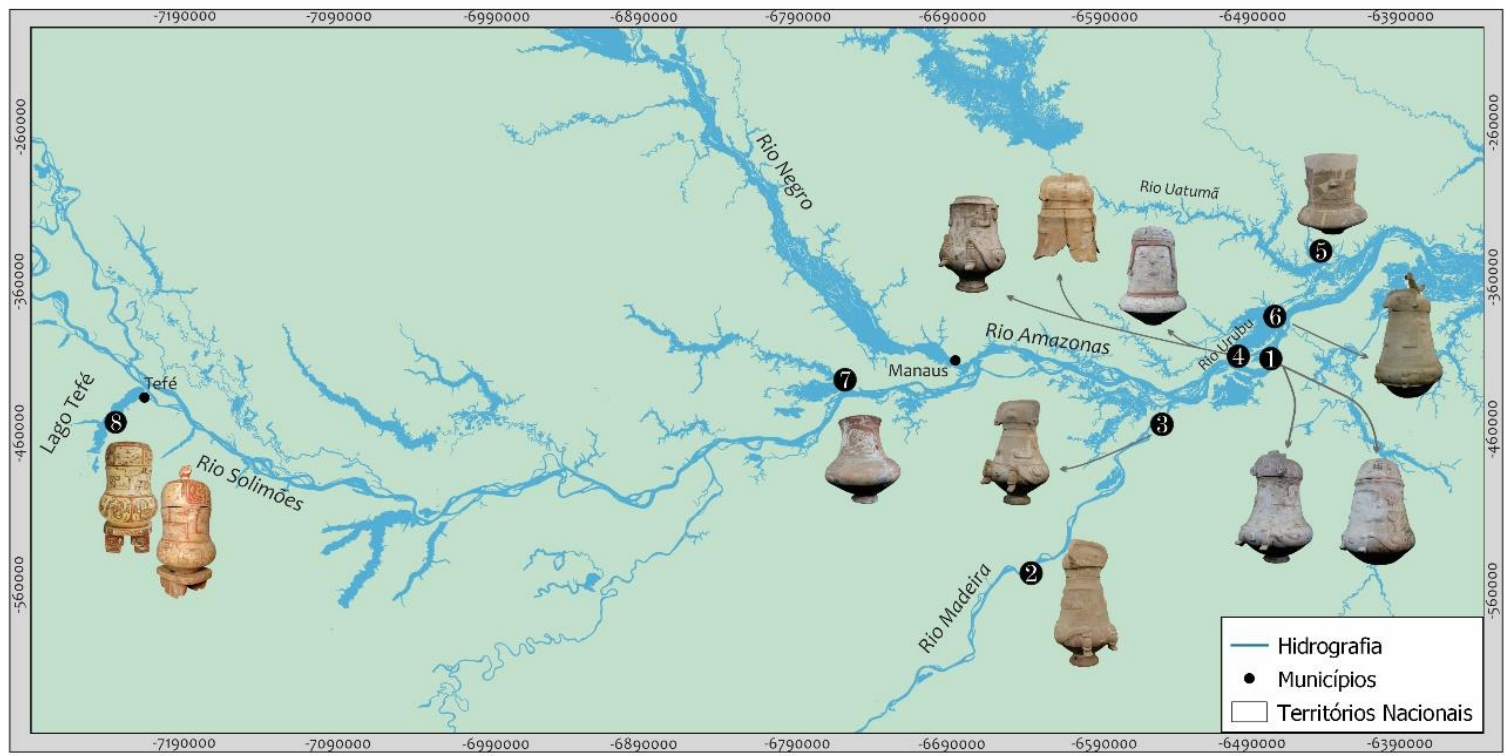 -7190000 -7090000 -6990000 -6890000 -6790000 -6690000 -6590000 -6490000 -6390000
-260000
-260000
Rio Negro
Rio Uatumã
5
-360000
-360000
6
Rio Urubu
Rio Amazonas
4
1
Manaus
7
Tefé
Lago Tefé
8
3
-460000
-460000
Rio Solimões
2
Rio Madeira
-560000
-560000
Hidrografia
Municípios
Territórios Nacionais
-7190000 -7090000 -6990000 -6890000 -6790000 -6690000 -6590000 -6490000 -6390000